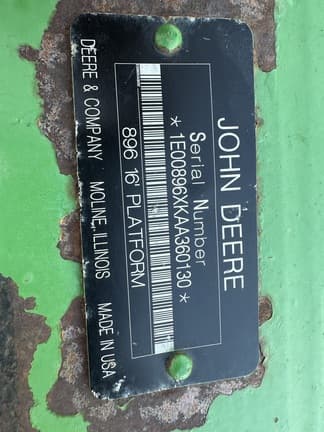 JOHN DEERE
Serial Number
*1E00896XKAA360130*
896 16' PLATFORM
DEERE & COMPANY MOLINE, ILLINOIS MADE IN USA